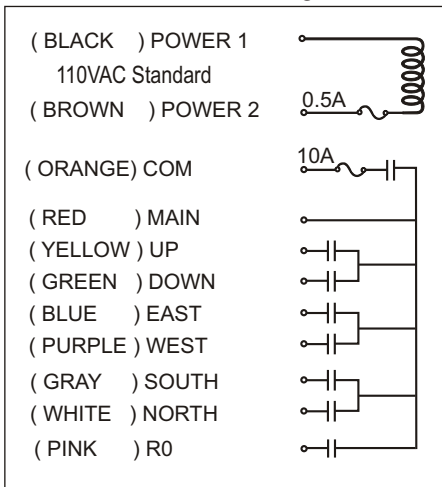 ( BLACK ) POWER 1
110VAC Standard
( BROWN ) POWER 2 0.5A
( ORANGE) COM 10A
( RED ) MAIN
( YELLOW ) UP
( GREEN ) DOWN
( BLUE ) EAST
( PURPLE ) WEST
( GRAY ) SOUTH
( WHITE ) NORTH
( PINK ) R0